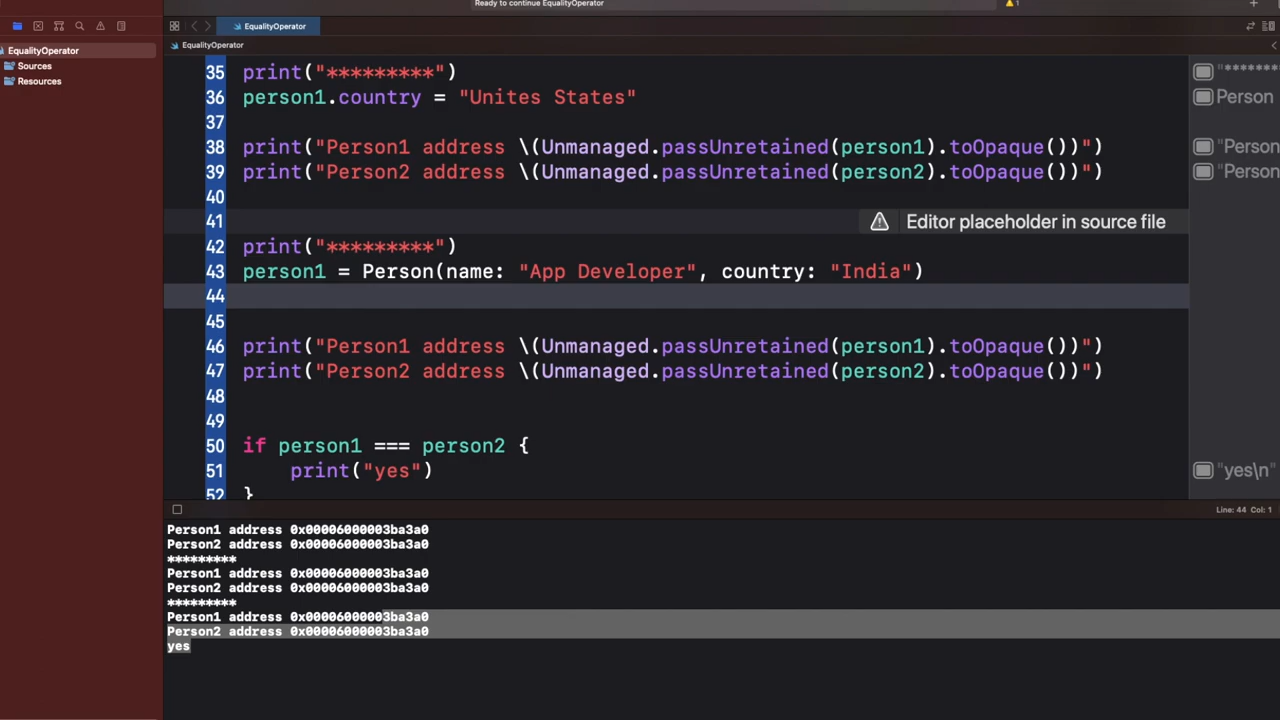 Ready to continue EqualityOperator
1
EqualityOperator
EqualityOperator
EqualityOperator
Sources
Resources
35 print("*********")
36 person1.country = "Unites States"
37
38 print("Person1 address \(Unmanaged.passUnretained(person1).toOpaque())")
39 print("Person2 address \(Unmanaged.passUnretained(person2).toOpaque())")
40
41 Editor placeholder in source file
42 print("*********")
43 person1 = Person(name: "App Developer", country: "India")
44
45
46 print("Person1 address \(Unmanaged.passUnretained(person1).toOpaque())")
47 print("Person2 address \(Unmanaged.passUnretained(person2).toOpaque())")
48
49
50 if person1 === person2 {
51 print("yes")
52 }
"*******
Person
"Person
"Person
"yes\n"
Line: 44 Col: 1
Person1 address 0x00006000003ba3a0
Person2 address 0x00006000003ba3a0
*********
Person1 address 0x00006000003ba3a0
Person2 address 0x00006000003ba3a0
*********
Person1 address 0x00006000003ba3a0
Person2 address 0x00006000003ba3a0
yes